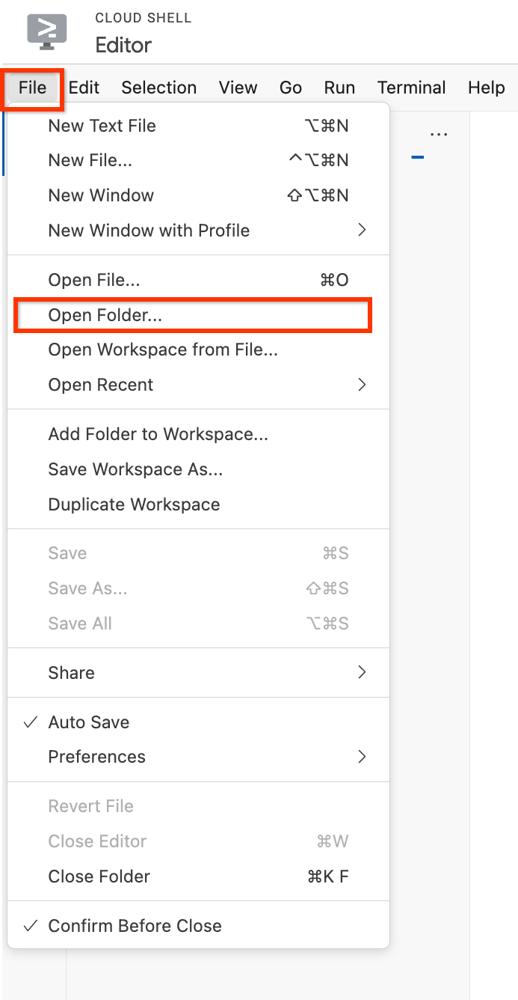 CLOUD SHELL
Editor
File Edit Selection View Go Run Terminal Help
New Text File ⌥⌘N
New File... ^⌥⌘N
New Window ⇧⌥⌘N
New Window with Profile
Open File... ⌘O
Open Folder...
Open Workspace from File...
Open Recent
Add Folder to Workspace...
Save Workspace As...
Duplicate Workspace
Save ⌘S
Save As... ⇧⌘S
Save All ⌥⌘S
Share
Auto Save
Preferences
Revert File
Close Editor ⌘W
Close Folder ⌘K F
Confirm Before Close